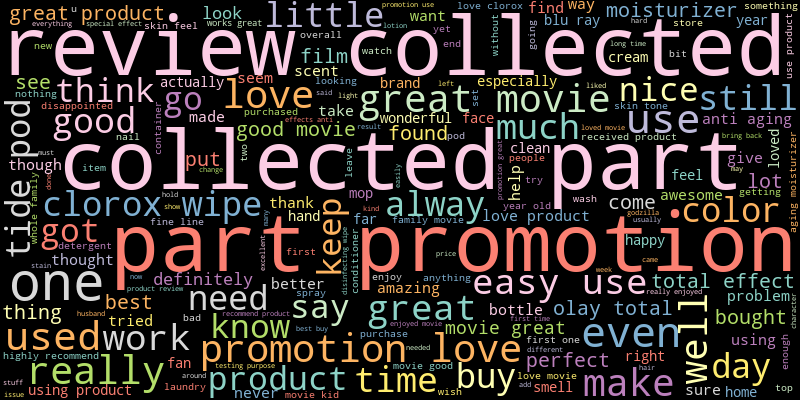 great u product
special effect
everything
skin feel
look
works great
little
promotion use
lotion
overall
love clorox
want
yet
end
without
going
find
way
blu ray
moisturizer
store
hard
year
something
use product
review collected
new
think
actually
scent
film
watch
looking
brand
cream
long time
bit
especially
see
nothing
disappointed
container
go
seem
love
purchased
said
light
take
great
left
set
movie
liked
nice
skin tone
still
tide pod
good
nail
made
effects anti
good movie
wonderful
found
result
face
pod
much
loved movie
received product
use
anti aging
bring back
collected part
though
must
item
put
change
two
leave
easily
promotion great
clean
people
help
try
feel
give
may
loved
lot
getting
aging moisturizer
whole family
done
clorox wipe
hold
show
fine line
thank
hand
mop
kind
far
alway
family movie
year old
love product
wash
come
godzilla
usually
awesome
color
got
detergent
thought
stain
part promotion
excellent
first
any
keep
disinfecting wipe
conditioner
price
week
came
happy
one
now
product review
definitely
better
spray
enjoy
amazing
anything
easy use
really enjoyed
total effect
problem
character
thing
husband
best
tried
bad
need
recommend product
say
best buy
know
first time
enjoyed movie
great
purchase
bottle
movie great
olay total
first one
different
even
well
bought
using
enough
used
work
highly recommend
fan
around
testing purpose
promotion love
needed
movie good
love movie
perfect
right
day
stuff
issue
really
using product
laundry
never
product
movie kid
time
wish
buy
add
smell
hair
make
sure
home
top